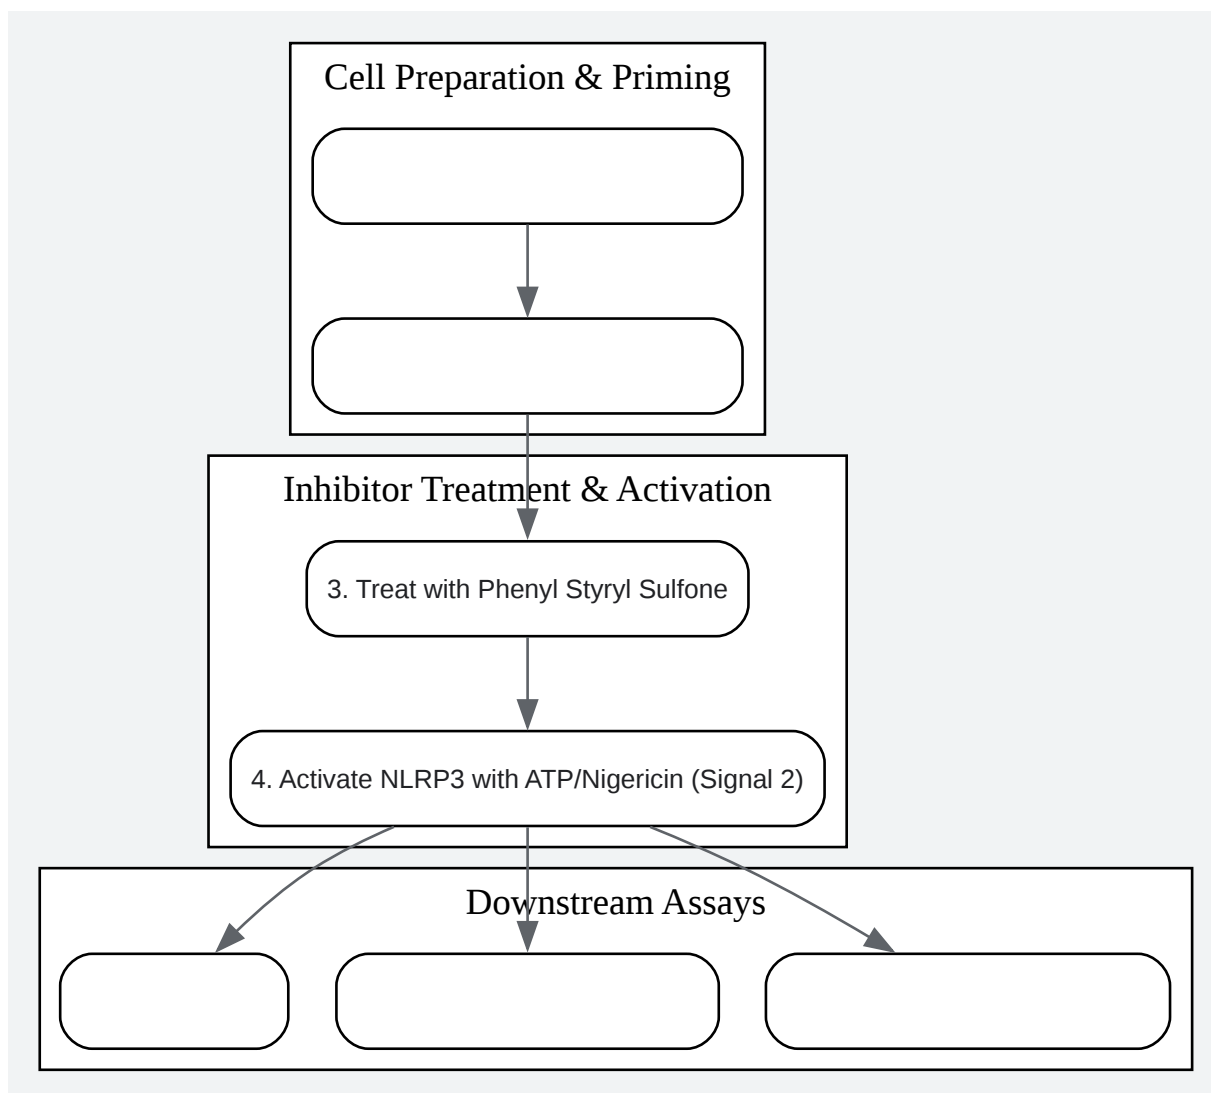 Cell Preparation & Priming
Inhibitor Treatment & Activation
3. Treat with Phenyl Styryl Sulfone
4. Activate NLRP3 with ATP/Nigericin (Signal 2)
Downstream Assays